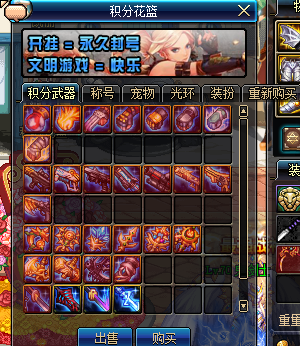 积分花篮
开挂 = 永久封号
文明游戏 = 快乐
积分武器 称号 宠物 光环 装扮 重新购买
出售 购买